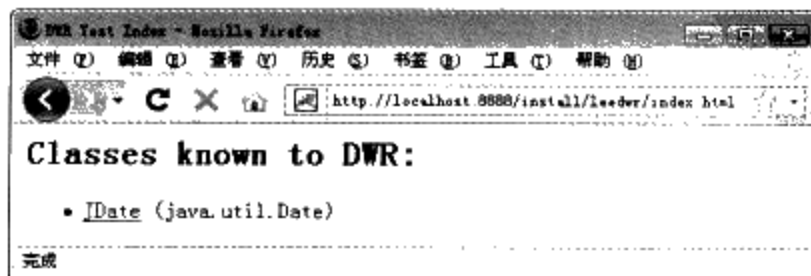 DWR Test Index - Mozilla Firefox
文件 (F) 编辑 (E) 查看 (V) 历史 (S) 书签 (B) 工具 (T) 帮助 (H)
http://localhost:8888/install/leedwr/index.html
Classes known to DWR:
• JDate (java.util.Date)
完成